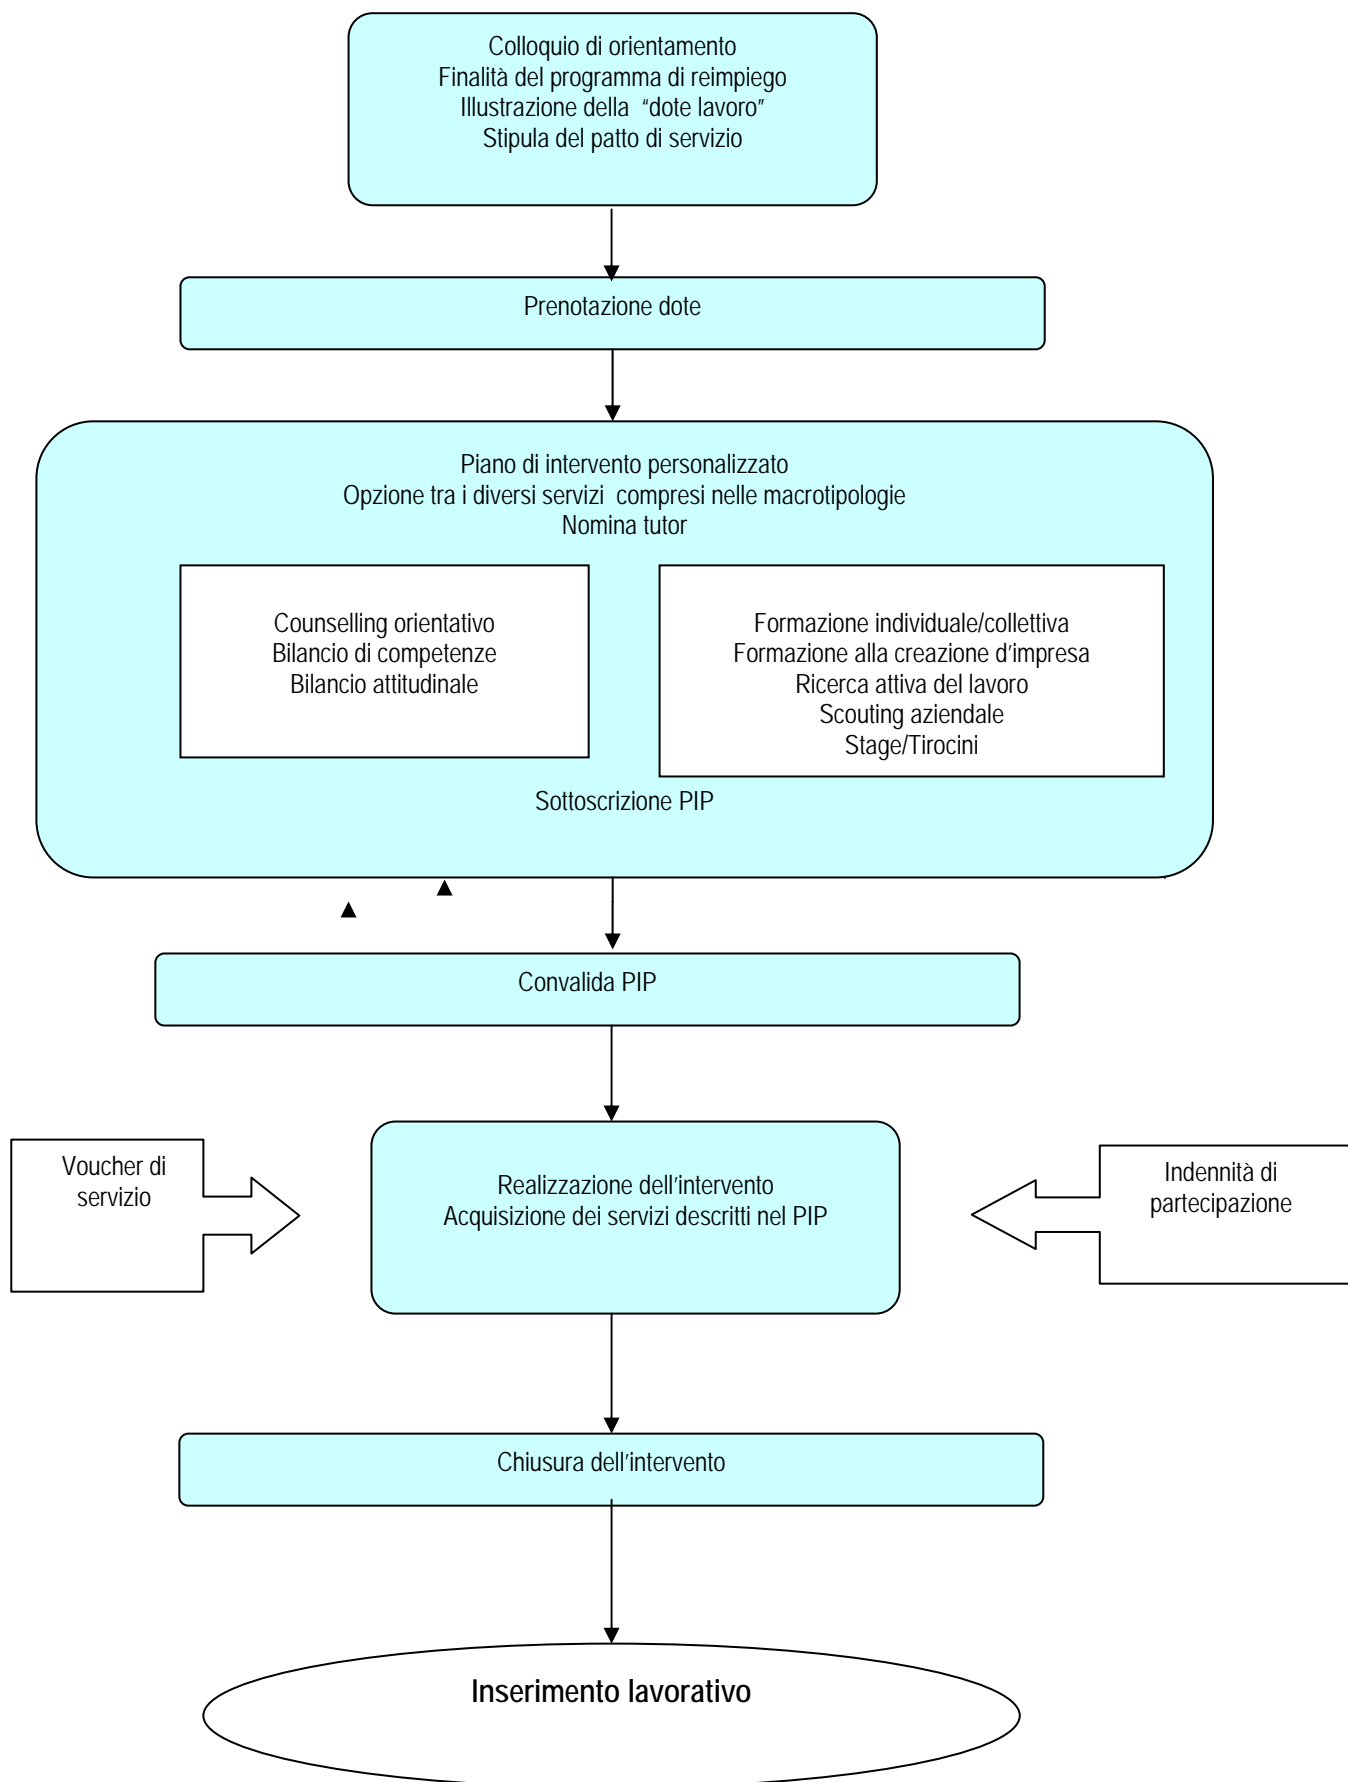 Colloquio di orientamento
Finalità del programma di reimpiego
Illustrazione della  “dote lavoro”
Stipula del patto di servizio
Prenotazione dote
Piano di intervento personalizzato
Opzione tra i diversi servizi  compresi nelle macrotipologie
Nomina tutor
Counselling orientativo
Bilancio di competenze
Bilancio attitudinale
Formazione individuale/collettiva
Formazione alla creazione d’impresa
Ricerca attiva del lavoro
Scouting aziendale
Stage/Tirocini
Sottoscrizione PIP
Convalida PIP
Voucher di
servizio
Realizzazione dell’intervento
Acquisizione dei servizi descritti nel PIP
Indennità di
partecipazione
Chiusura dell’intervento
Inserimento lavorativo